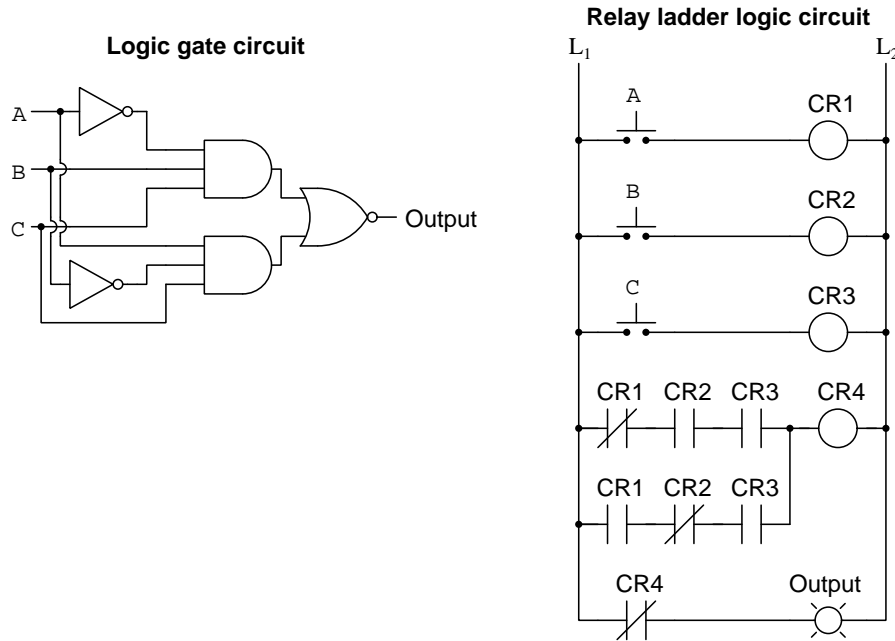 Logic gate circuit
A
B
C
Output
Relay ladder logic circuit
L1 L2
A CR1
B CR2
C CR3
CR1 CR2 CR3 CR4
CR1 CR2 CR3
CR4 Output